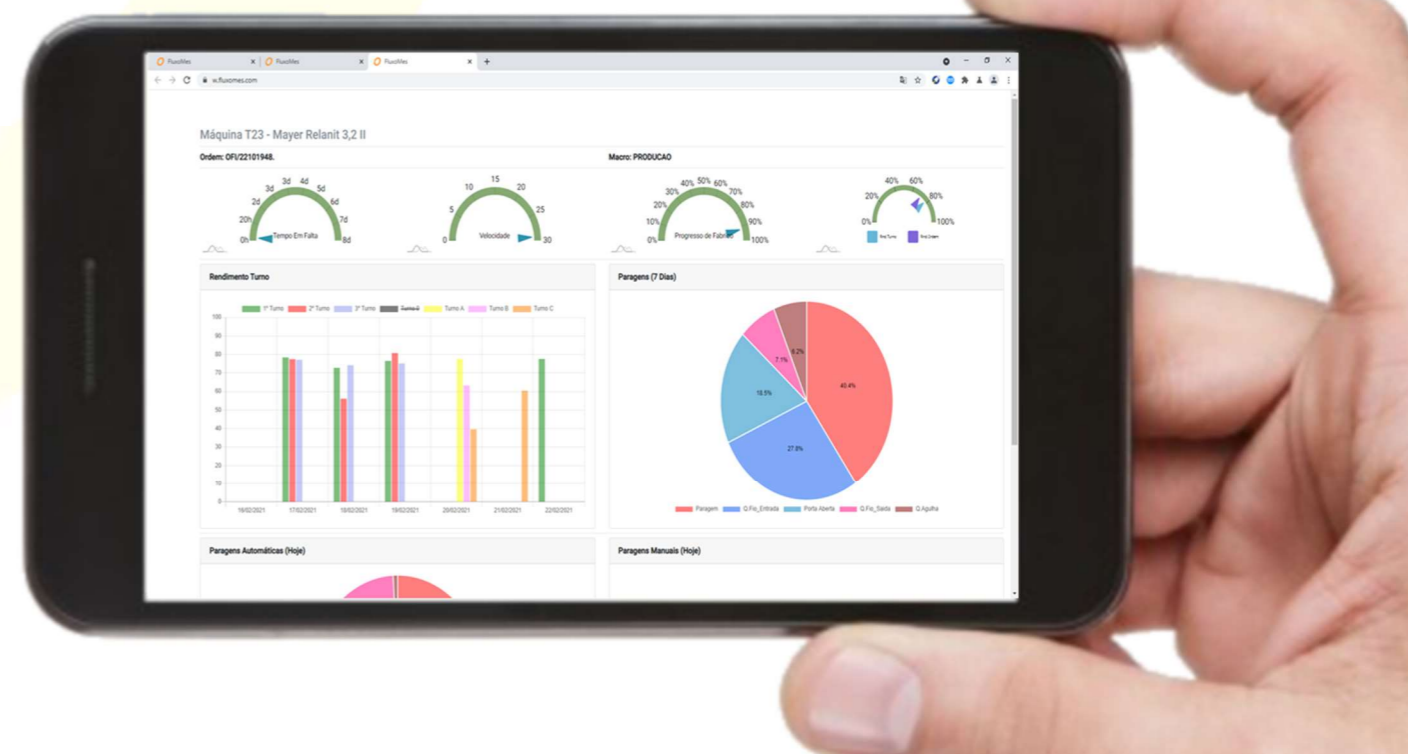 FluxoMes FluxoMes FluxoMes
w.fluxomes.com
Máquina T23 - Mayer Relanit 3,2 II
Ordem: OFI/22101948. Macro: PRODUCAO
0h 20h 2d 3d 3d 4d 5d 6d 7d 8d
Tempo Em Falta
0 5 10 15 20 25 30
Velocidade
0% 10% 20% 30% 40% 50% 60% 70% 80% 90% 100%
Progresso de Fabrico
0% 20% 40% 60% 80% 100%
Rendimento Turno
1º Turno 2º Turno 3º Turno Turno A Turno B Turno C
100
90
80
70
60
50
40
30
20
10
0
16/02/2021 17/02/2021 18/02/2021 19/02/2021 20/02/2021 21/02/2021 22/02/2021
Paragens (7 Dias)
6.2%
7.1%
18.5%
40.4%
27.8%
Paragem Q.Fio_Entrada Porta Aberta Q.Fio_Saida Q.Agulha
Paragens Automáticas (Hoje) Paragens Manuais (Hoje)